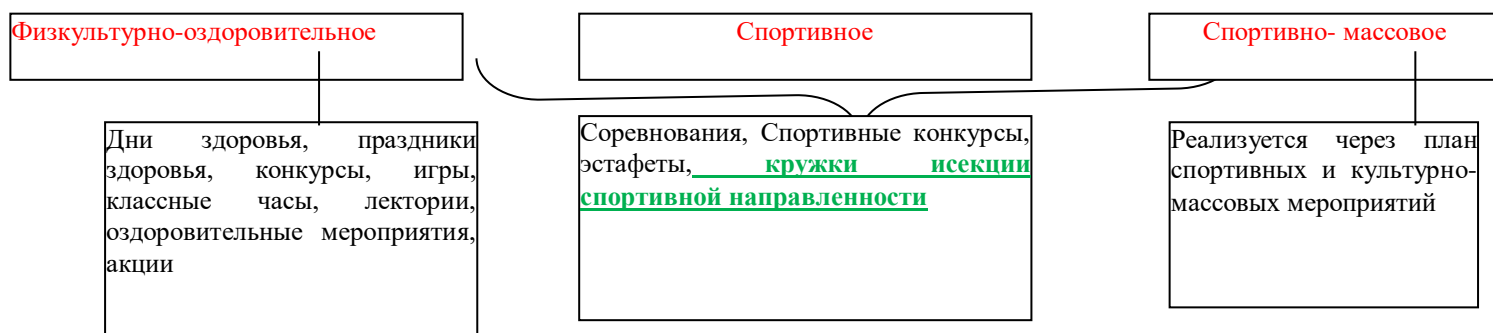 Физкультурно-оздоровительное
Спортивное
Спортивно- массовое
Дни здоровья, праздники
здоровья, конкурсы, игры,
классные часы, лектории,
оздоровительные мероприятия,
акции
Соревнования, Спортивные конкурсы,
эстафеты, кружки исекции
спортивной направленности
Реализуется через план
спортивных и культурно-
массовых мероприятий